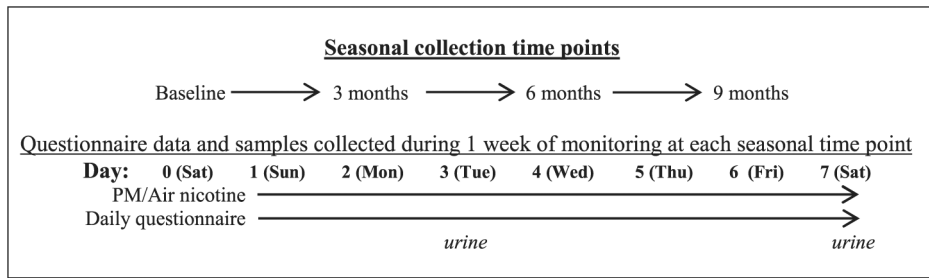 Seasonal collection time points
Baseline 3 months 6 months 9 months
Questionnaire data and samples collected during 1 week of monitoring at each seasonal time point
Day: 0 (Sat) 1 (Sun) 2 (Mon) 3 (Tue) 4 (Wed) 5 (Thu) 6 (Fri) 7 (Sat)
PM/Air nicotine
Daily questionnaire
urine urine